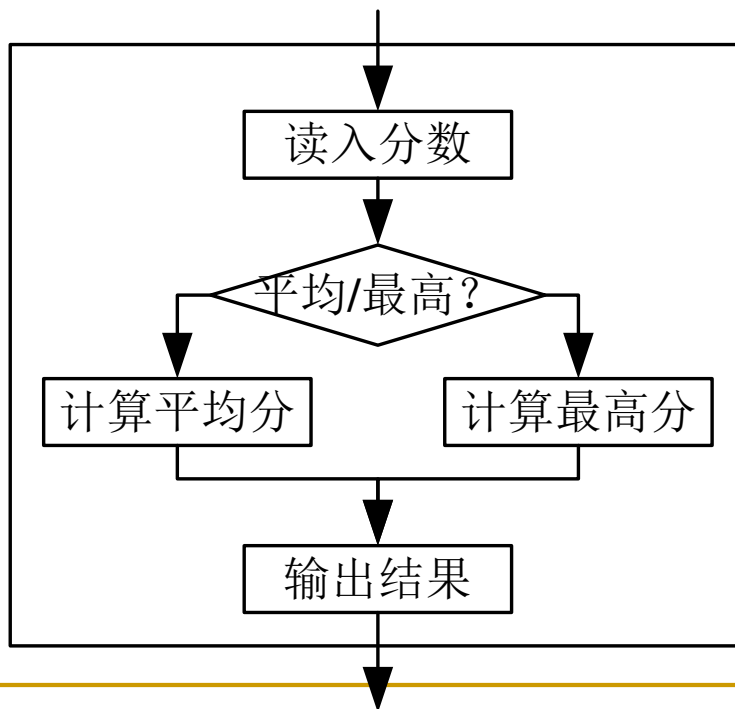 读入分数
平均/最高？
计算平均分
计算最高分
输出结果